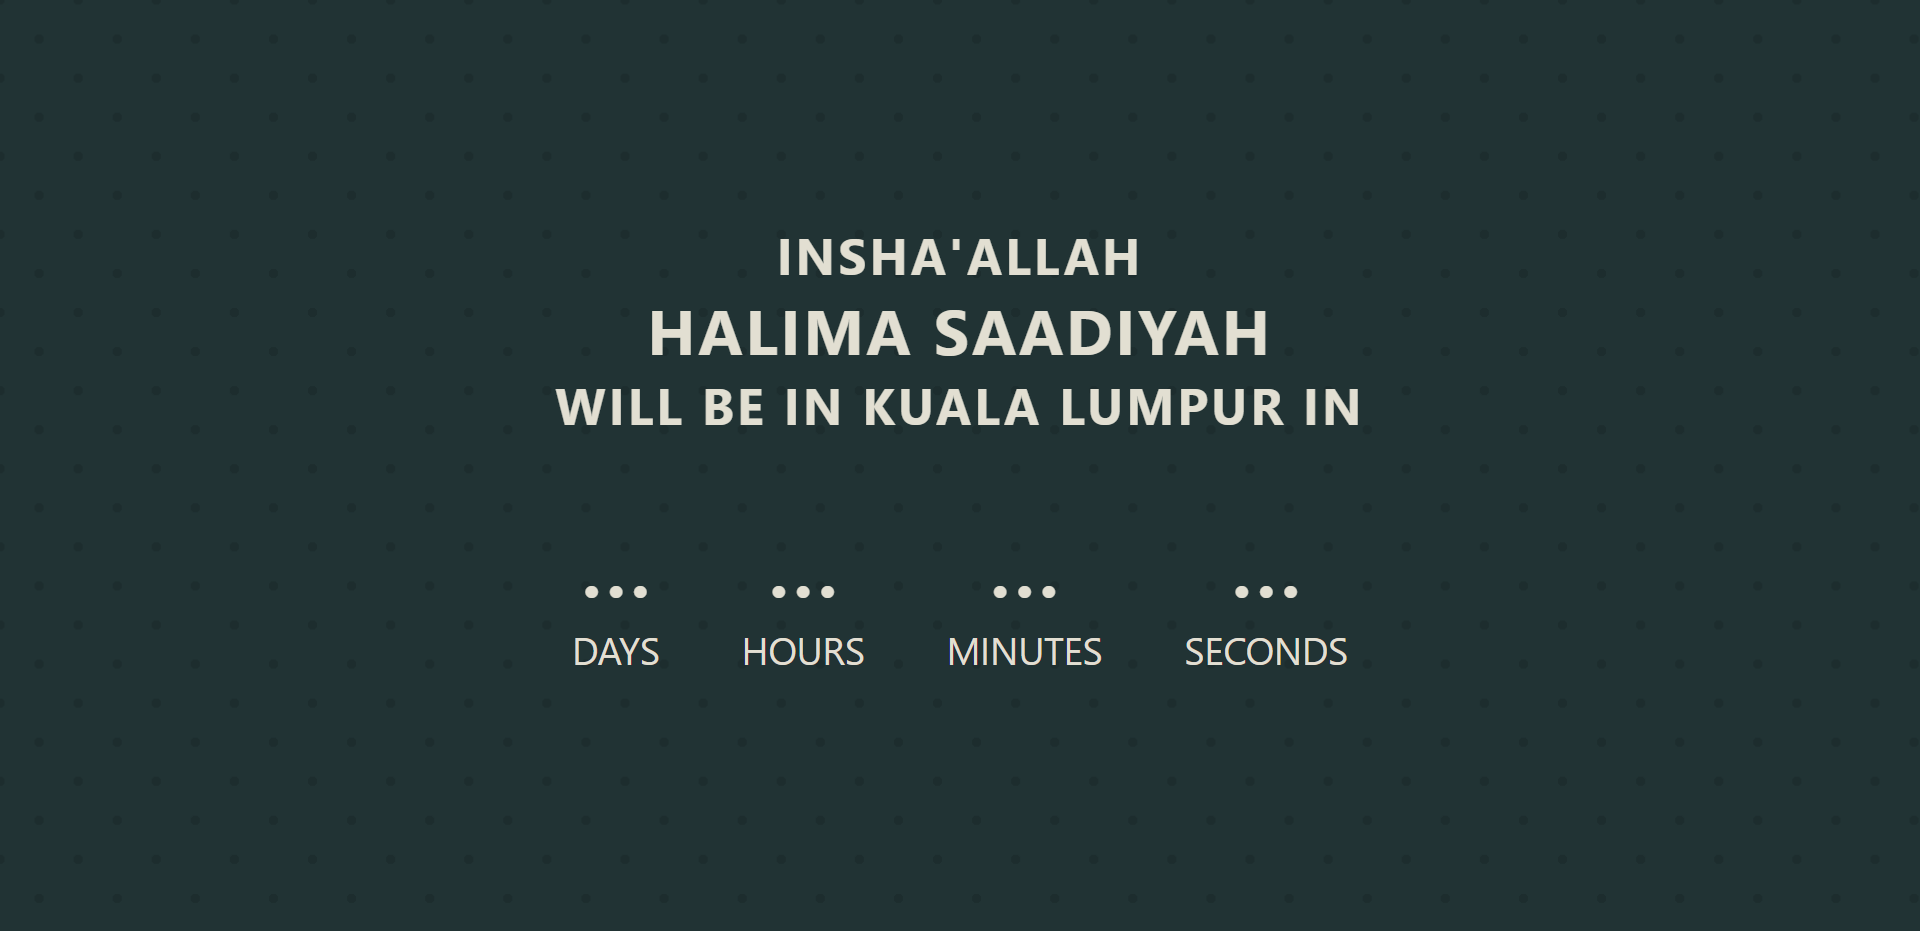 INSHA'ALLAH
HALIMA SAADIYAH
WILL BE IN KUALA LUMPUR IN
... ... ... ...
DAYS HOURS MINUTES SECONDS